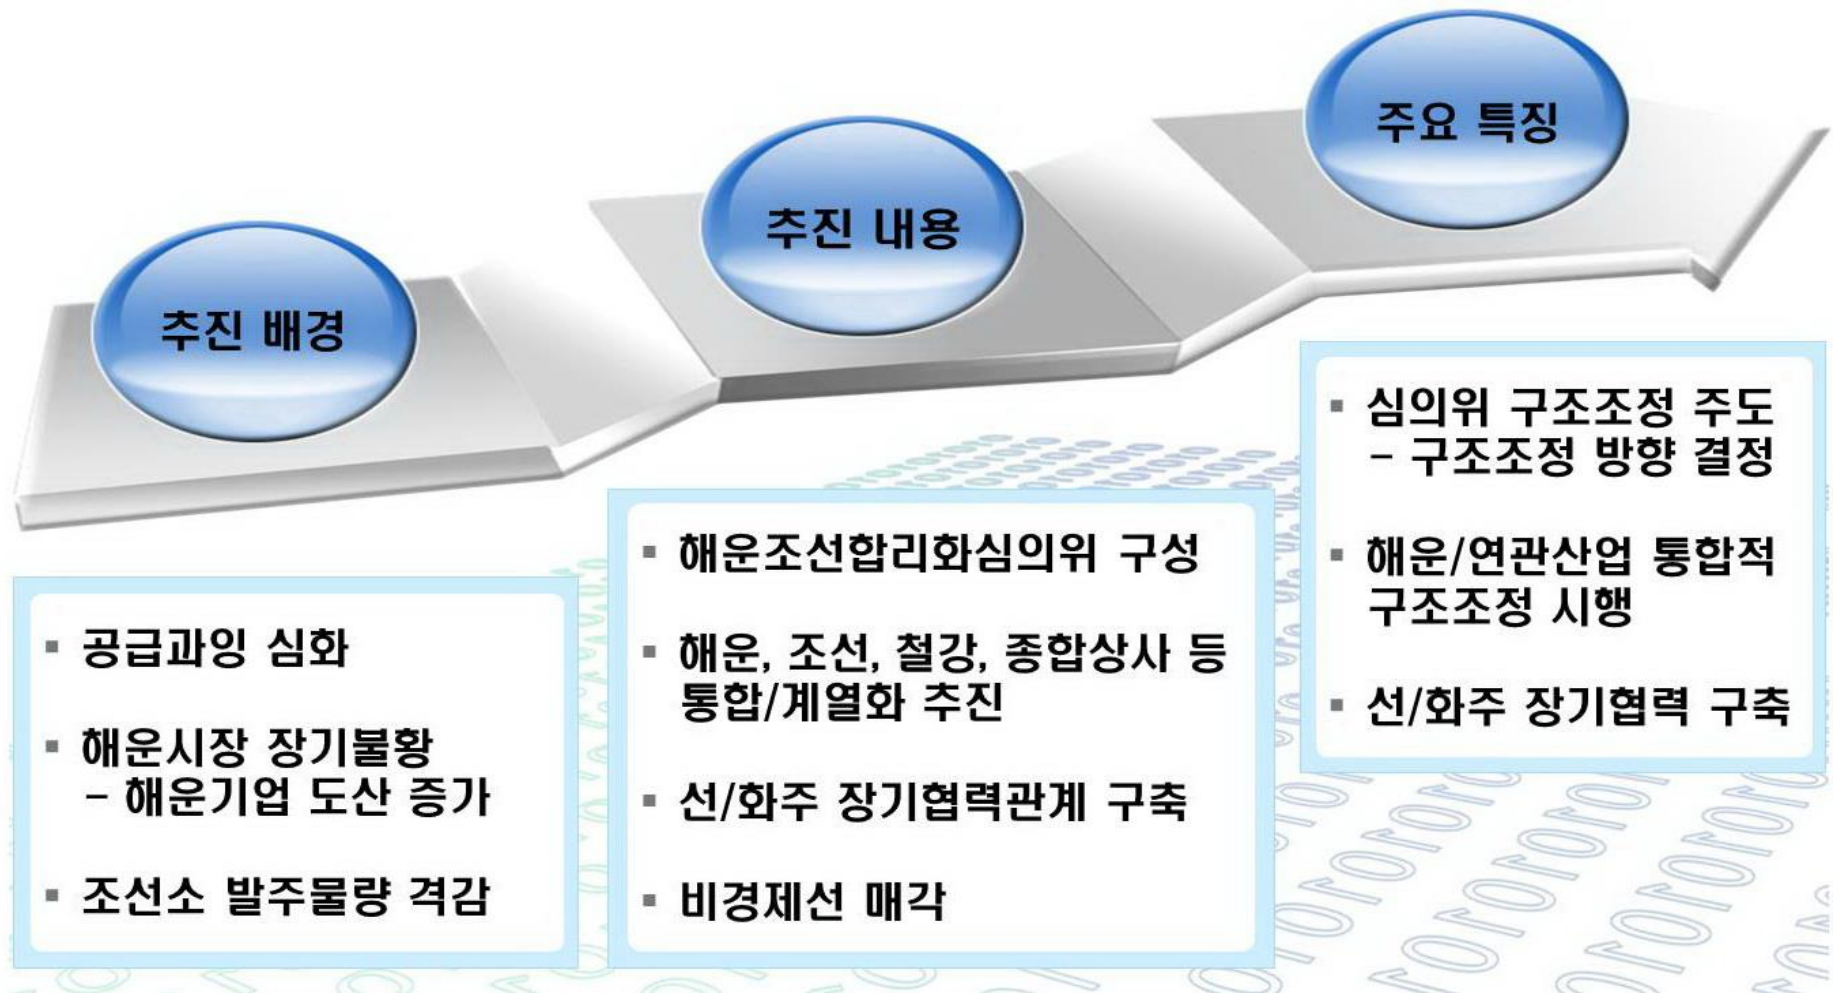 추진 배경
공급과잉 심화
해운시장 장기불황
- 해운기업 도산 증가
조선소 발주물량 격감
추진 내용
해운조선합리화심의위 구성
해운, 조선, 철강, 종합상사 등
통합/계열화 추진
선/화주 장기협력관계 구축
비경제선 매각
주요 특징
심의위 구조조정 주도
- 구조조정 방향 결정
해운/연관산업 통합적
구조조정 시행
선/화주 장기협력 구축